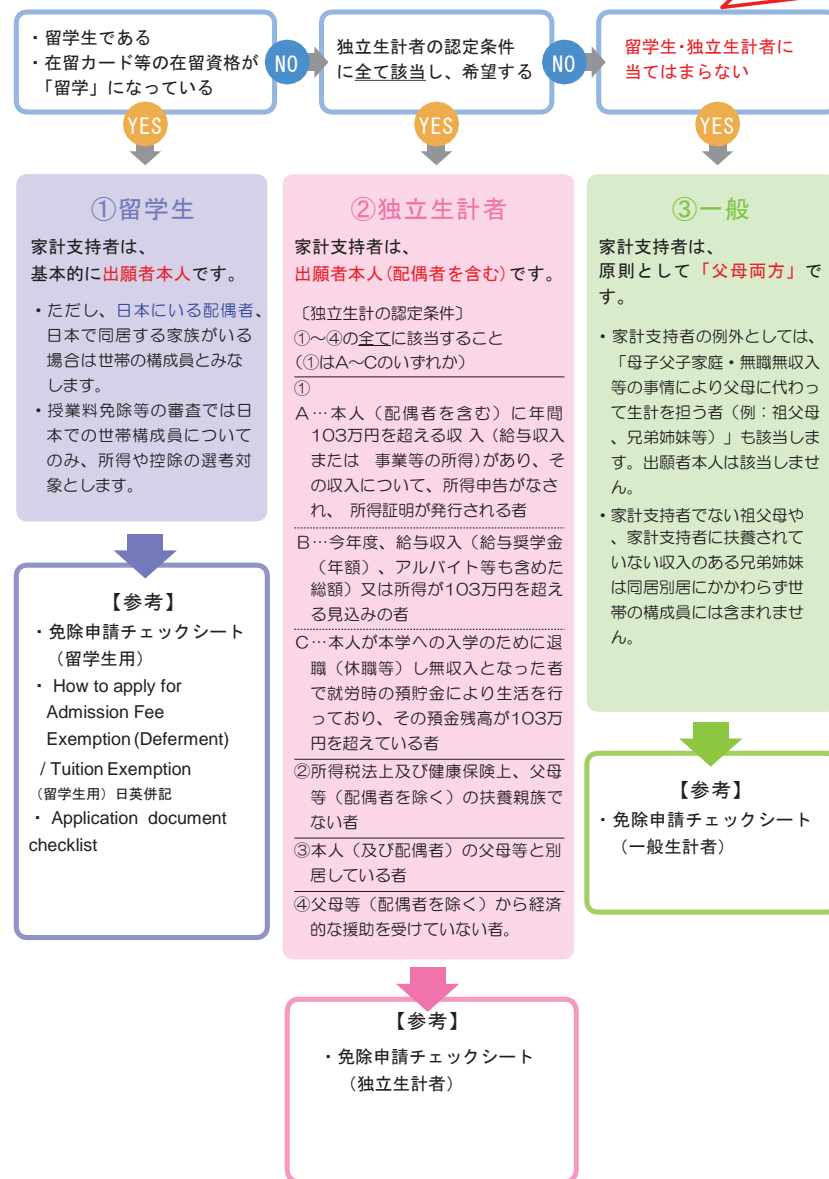 ・留学生である
・在留カード等の在留資格が
「留学」になっている
NO
独立生計者の認定条件
に全て該当し、希望する
NO
留学生・独立生計者に
当てはまらない
YES
YES
YES
①留学生
家計支持者は、
基本的に出願者本人です。
・ただし、日本にいる配偶者、
日本で同居する家族がいる
場合は世帯の構成員とみな
します。
・授業料免除等の審査では日
本での世帯構成員について
のみ、所得や控除の選考対
象とします。
【参考】
・免除申請チェックシート
（留学生用）
・ How to apply for
Admission Fee
Exemption (Deferment)
/ Tuition Exemption
（留学生用）日英併記
・ Application document
checklist
②独立生計者
家計支持者は、
出願者本人(配偶者を含む)です。
〔独立生計の認定条件〕
①～④の全てに該当すること
(①はA～Cのいずれか)
①
A…本人（配偶者を含む）に年間
103万円を超える収 入（給与収入
または 事業等の所得)があり、そ
の収入について、所得申告がなさ
れ、 所得証明が発行される者
B…今年度、給与収入（給与奨学金
（年額）、アルバイト等も含めた
総額）又は所得が103万円を超え
る見込みの者
C…本人が本学への入学のために退
職（休職等）し無収入となった者
で就労時の預貯金により生活を行
っており、その預金残高が103万
円を超えている者
②所得税法上及び健康保険上、父母
等（配偶者を除く）の扶養親族で
ない者
③本人（及び配偶者）の父母等と別
居している者
④父母等（配偶者を除く）から経済
的な援助を受けていない者。
【参考】
・免除申請チェックシート
（独立生計者）
③一般
家計支持者は、
原則として「父母両方」で
す。
・家計支持者の例外としては、
「母子父子家庭・無職無収入
等の事情により父母に代わっ
て生計を担う者（例：祖父母
、兄弟姉妹等）」も該当しま
す。出願者本人は該当しませ
ん。
・家計支持者でない祖父母や
、家計支持者に扶養されて
いない収入のある兄弟姉妹
は同居別居にかかわらず世
帯の構成員には含まれませ
ん。
【参考】
・免除申請チェックシート
（一般生計者）